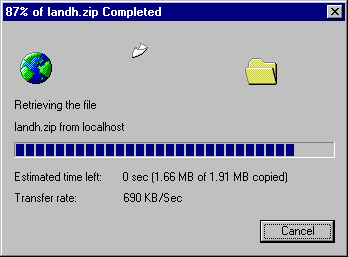 87% of landh.zip Completed
Retrieving the file
landh.zip from localhost
Estimated time left: 0 sec (1.66 MB of 1.91 MB copied)
Transfer rate: 690 KB/Sec
Cancel